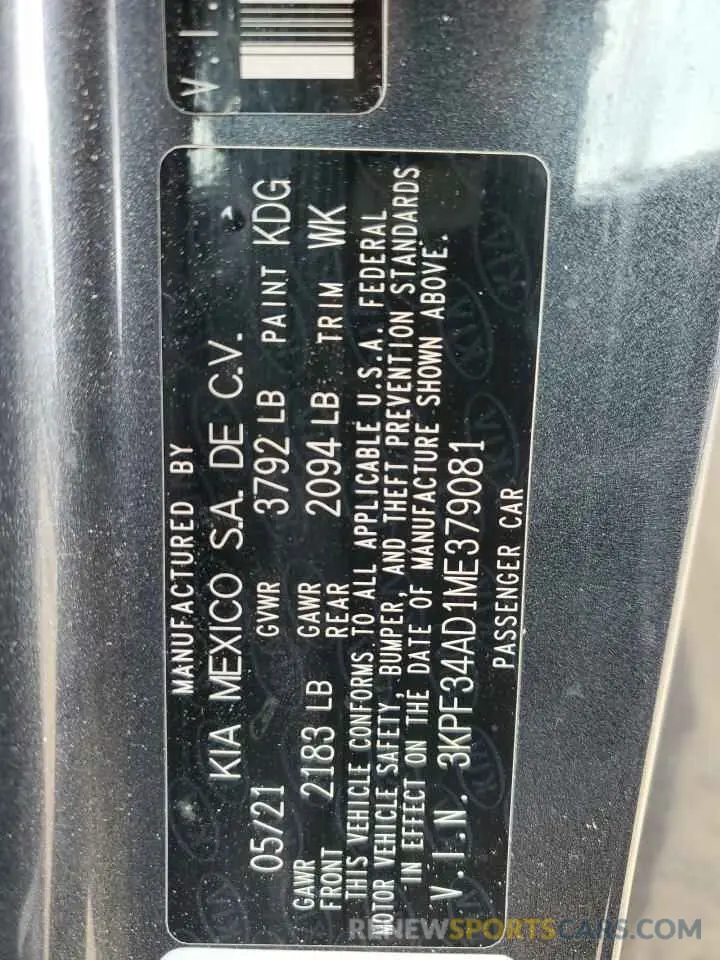 V.I.
MANUFACTURED BY
KIA MEXICO S.A. DE C.V.
05/21 GVWR 3792 LB PAINT KDG
GAWR FRONT 2183 LB GAWR REAR 2094 LB TRIM WK
THIS VEHICLE CONFORMS TO ALL APPLICABLE U.S.A. FEDERAL
MOTOR VEHICLE SAFETY, BUMPER, AND THEFT PREVENTION STANDARDS
IN EFFECT ON THE DATE OF MANUFACTURE SHOWN ABOVE.
V.I.N. 3KPF34AD1ME379081
PASSENGER CAR
RENEWSPORTSCARS.COM